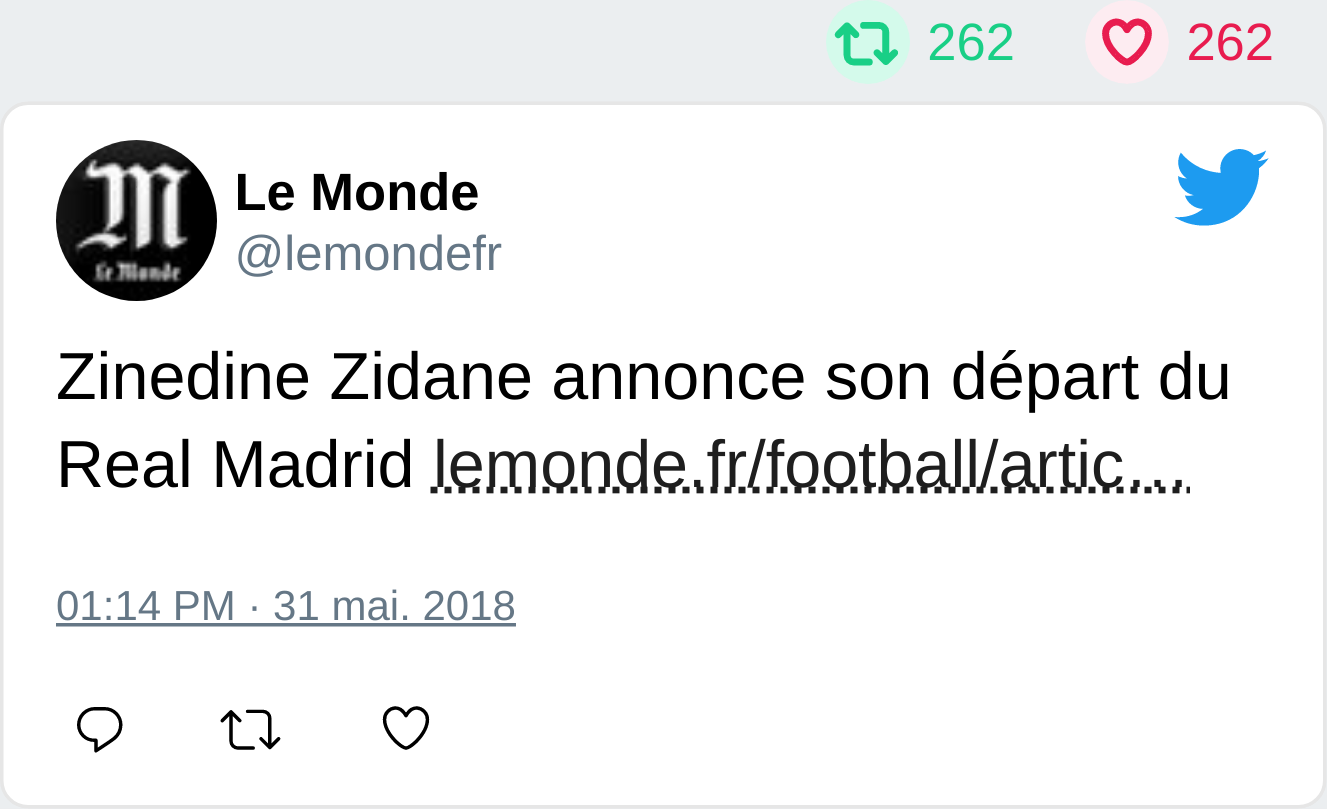 262 262
Le Monde
Le Monde
@lemondefr
Zinedine Zidane annonce son départ du
Real Madrid lemonde.fr/football/artic…
01:14 PM · 31 mai. 2018